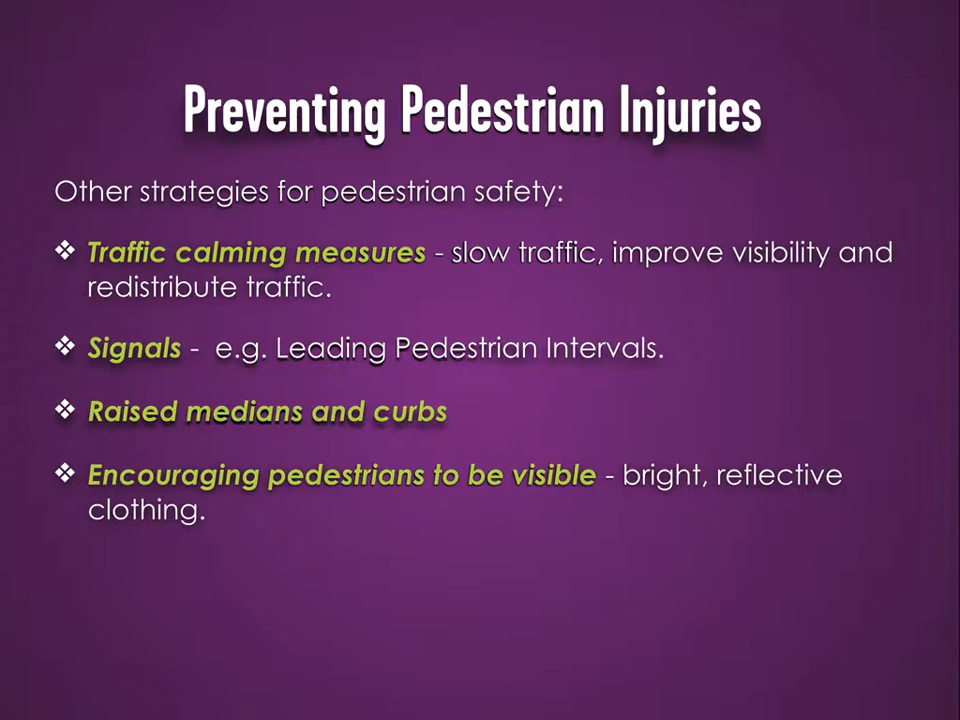 Preventing Pedestrian Injuries
Other strategies for pedestrian safety:
❖ Traffic calming measures - slow traffic, improve visibility and
redistribute traffic.
❖ Signals - e.g. Leading Pedestrian Intervals.
❖ Raised medians and curbs
❖ Encouraging pedestrians to be visible - bright, reflective
clothing.